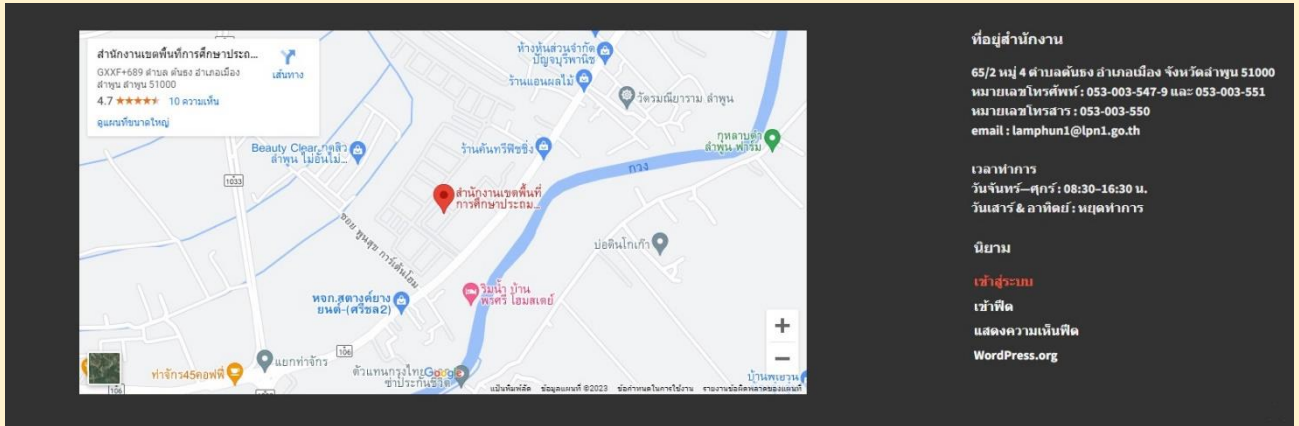 สำนักงานเขตพื้นที่การศึกษาประถ...
GXXF+689 ตำบล ต้นธง อำเภอเมือง
ลำพูน ลำพูน 51000
เส้นทาง
4.7
10 ความเห็น
ดูแผนที่ขนาดใหญ่
ห้างหุ้นส่วนจำกัด
ปัญจบุรีพานิช
ร้านแอนผลไม้
วัดรมณียาราม ลำพูน
กุหลาบดำ
ลำพูน ฟาร์ม
Beauty Clear
ลำพูน
ร้านคันทรีฟิชชิ่ง
กวง
1033
สำนักงานเขตพื้นที่
การศึกษาประถม...
ซอย พูนสุข การ์เด้นโฮม
บ่อดินโกเก๊า
ริมน้ำ บ้าน
พริศรี โฮมสเตย์
หจก.สตางค์ยาง
ยนต์-(ศรีชล2)
106
แยกท่าจักร
ท่าจักร45คอฟฟี่
ตัวแทนกรุงไทย
ซ่าประกันชีวิต
Google
106
แป้นพิมพ์ลัด
ข้อมูลแผนที่ ©2023
ข้อกำหนดในการใช้งาน
รายงานข้อผิดพลาดของแผนที่
ที่อยู่สำนักงาน
65/2 หมู่ 4 ตำบลต้นธง อำเภอเมือง จังหวัดลำพูน 51000
หมายเลขโทรศัพท์ : 053-003-547-9 และ 053-003-551
หมายเลขโทรสาร : 053-003-550
email : lamphun1@lpn1.go.th
เวลาทำการ
วันจันทร์—ศุกร์ : 08:30–16:30 น.
วันเสาร์ & อาทิตย์ : หยุดทำการ
นิยาม
เข้าสู่ระบบ
เข้าฟีด
แสดงความเห็นฟีด
WordPress.org